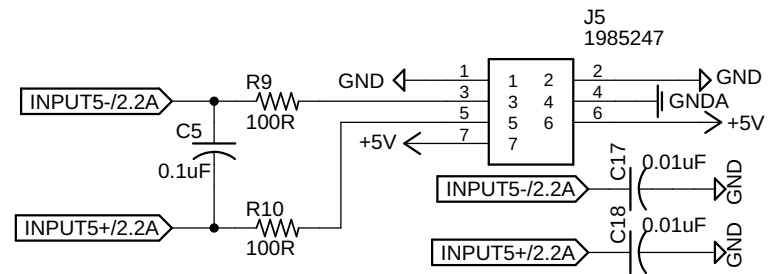 J5
1985247
GND 1 1 2 2 GND
INPUT5-/2.2A R9 3 3 4 4 GNDA
100R 5 5 6 6 +5V
C5 +5V 7 7
0.1uF C17 0.01uF GND
INPUT5-/2.2A
INPUT5+/2.2A R10 C18 0.01uF GND
100R INPUT5+/2.2A